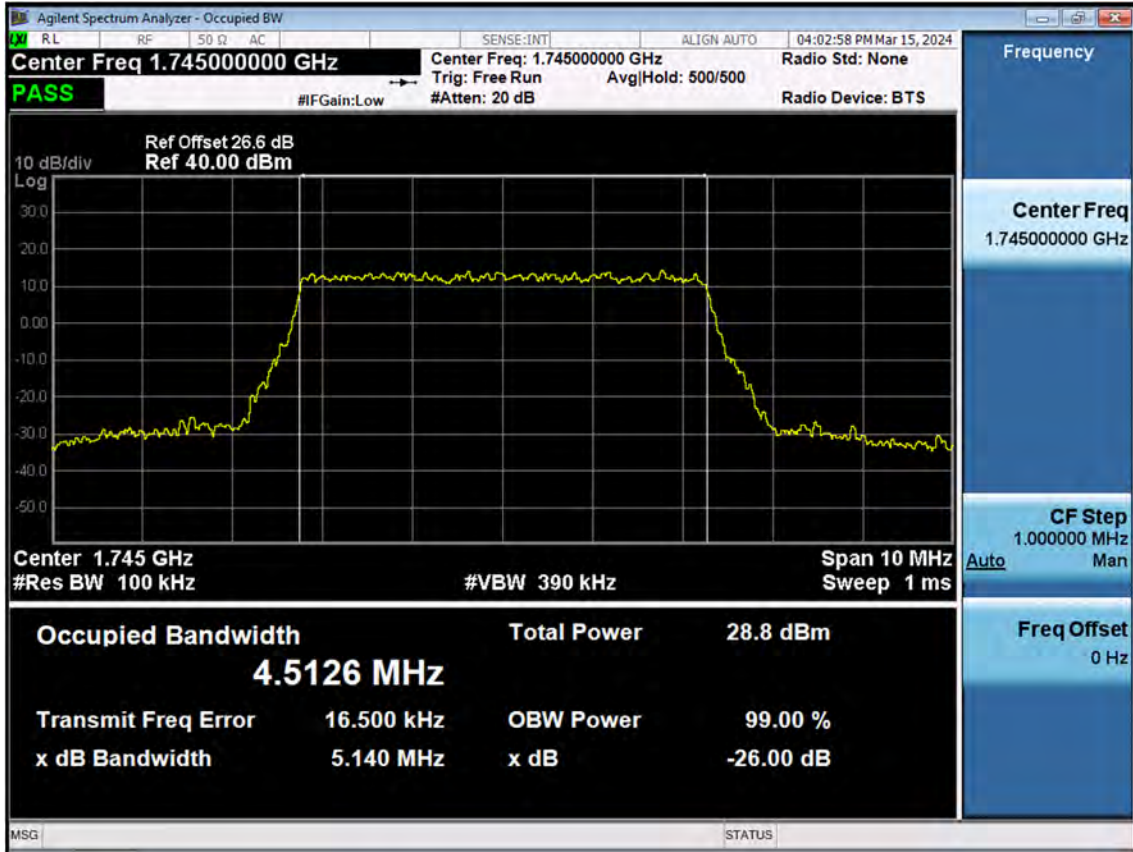 Agilent Spectrum Analyzer - Occupied BW
LXI RL RF 50 Ω AC SENSE:INT ALIGN AUTO 04:02:58 PM Mar 15, 2024
Center Freq 1.745000000 GHz
Center Freq: 1.745000000 GHz
Radio Std: None
Trig: Free Run Avg|Hold: 500/500
PASS
#IFGain:Low
#Atten: 20 dB
Radio Device: BTS
Ref Offset 26.6 dB
10 dB/div Ref 40.00 dBm
Log
30.0
20.0
10.0
0.00
-10.0
-20.0
-30.0
-40.0
-50.0
Center 1.745 GHz Span 10 MHz
#Res BW 100 kHz #VBW 390 kHz Sweep 1 ms
Occupied Bandwidth Total Power 28.8 dBm
4.5126 MHz
Transmit Freq Error 16.500 kHz OBW Power 99.00 %
x dB Bandwidth 5.140 MHz x dB -26.00 dB
Frequency
Center Freq
1.745000000 GHz
CF Step
1.000000 MHz
Auto Man
Freq Offset
0 Hz
MSG STATUS